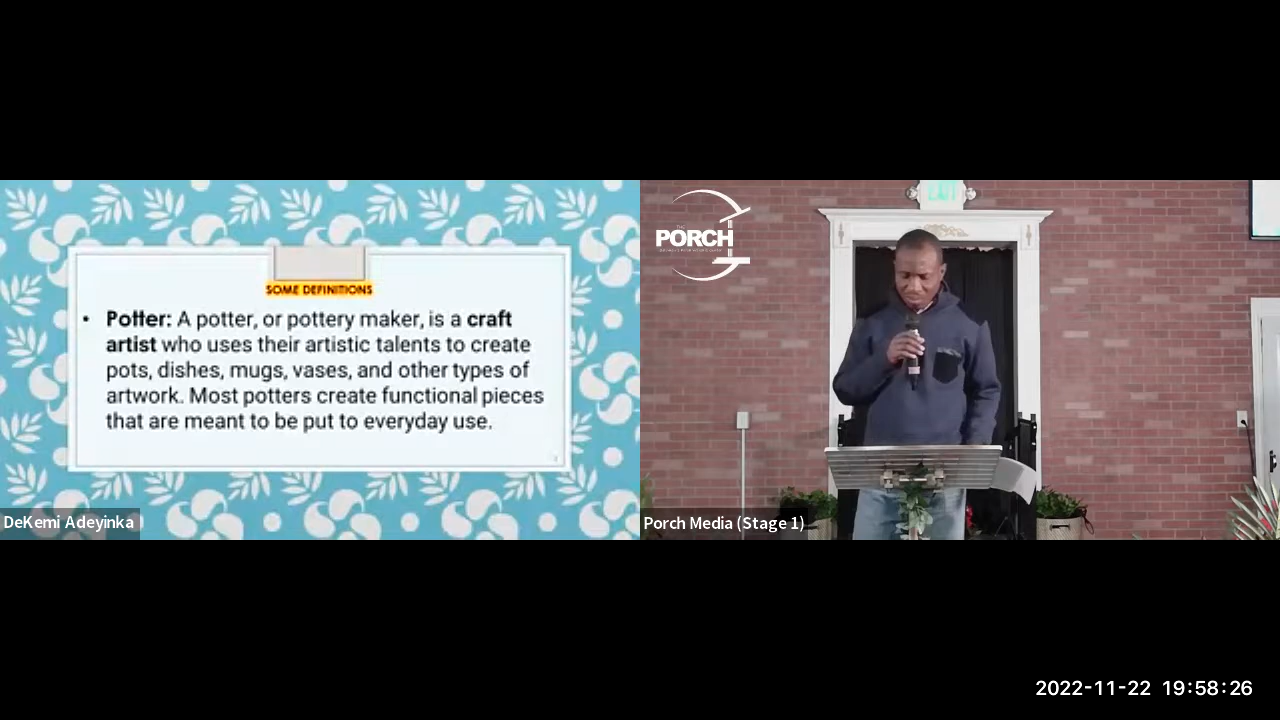 SOME DEFINITIONS
• Potter: A potter, or pottery maker, is a craft
artist who uses their artistic talents to create
pots, dishes, mugs, vases, and other types of
artwork. Most potters create functional pieces
that are meant to be put to everyday use.
DeKemi Adeyinka
THE
PORCH
EXIT
Porch Media (Stage 1)
2022-11-22 19:58:26